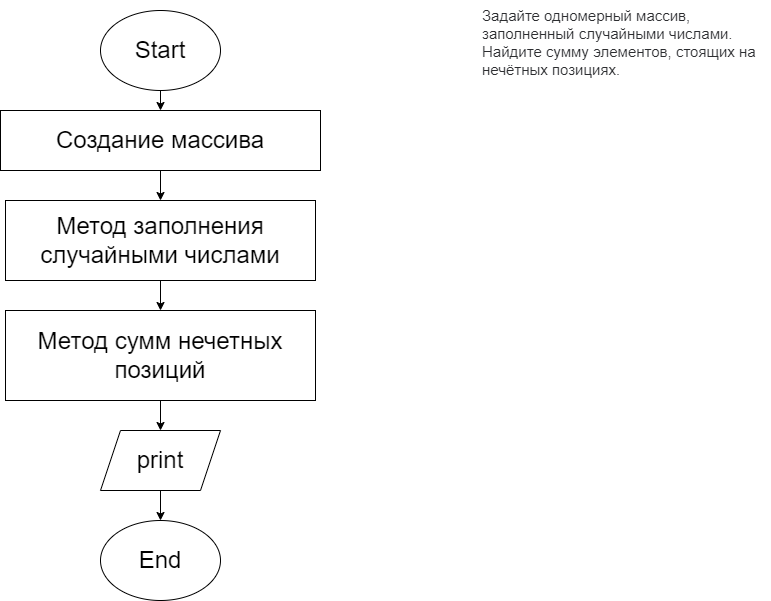 Start
Создание массива
Метод заполнения
случайными числами
Метод сумм нечетных
позиций
print
End
Задайте одномерный массив,
заполненный случайными числами.
Найдите сумму элементов, стоящих на
нечётных позициях.